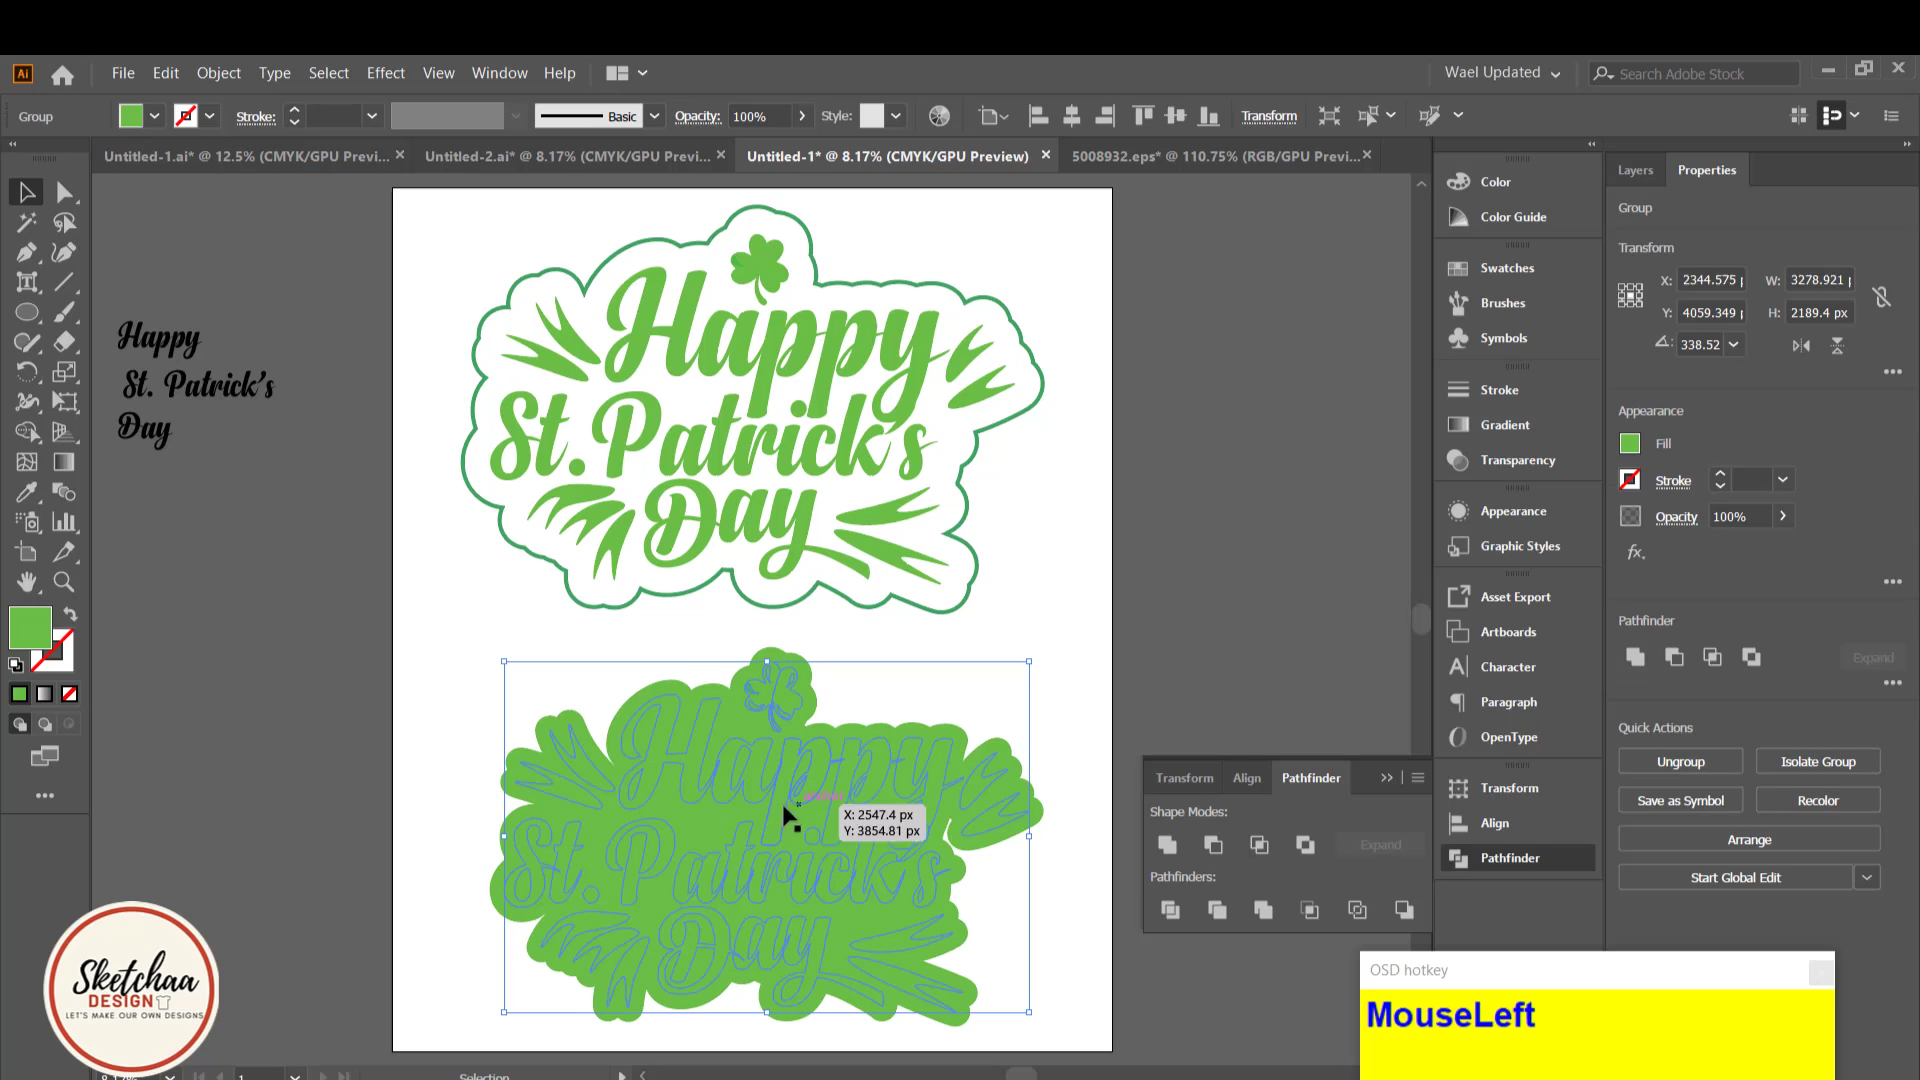 Ai File Edit Object Type Select Effect View Window Help Wael Updated Search Adobe Stock
Group Stroke: Basic Opacity: 100% Style: Transform
Untitled-1.ai* @ 12.5% (CMYK/GPU Previ... Untitled-2.ai* @ 8.17% (CMYK/GPU Previ... Untitled-1* @ 8.17% (CMYK/GPU Preview) 5008932.eps* @ 110.75% (RGB/GPU Previ...
Happy
St. Patrick's
Day
Happy
St. Patrick's
Day
Happy
St. Patrick's
Day
X: 2547.4 px
Y: 3854.81 px
Sketchaa
DESIGN
LET'S MAKE OUR OWN DESIGNS
1
Selection
Transform Align Pathfinder
Shape Modes:
Expand
Pathfinders:
Color
Color Guide
Swatches
Brushes
Symbols
Stroke
Gradient
Transparency
Appearance
Graphic Styles
Asset Export
Artboards
Character
Paragraph
OpenType
Transform
Align
Pathfinder
Layers Properties
Group
Transform
X: 2344.575 W: 3278.921
Y: 4059.349 H: 2189.4 px
338.52
Appearance
Fill
Stroke
Opacity 100%
fx.
Pathfinder
Expand
Quick Actions
Ungroup Isolate Group
Save as Symbol Recolor
Arrange
Start Global Edit
OSD hotkey
MouseLeft